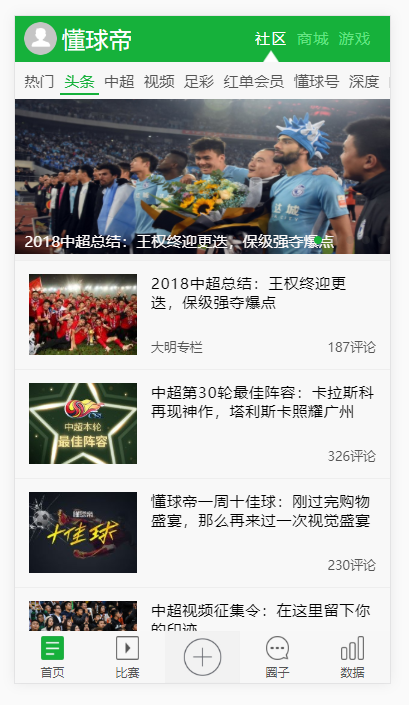 懂球帝
社区 商城 游戏
热门 头条 中超 视频 足彩 红单会员 懂球号 深度
2018中超总结：王权终迎更迭，保级强夺爆点
2018中超总结：王权终迎更
迭，保级强夺爆点
大明专栏 187评论
中超本轮
最佳阵容
中超第30轮最佳阵容：卡拉斯科
再现神作，塔利斯卡照耀广州
326评论
懂球帝
十佳球
懂球帝一周十佳球：刚过完购物
盛宴，那么再来过一次视觉盛宴
230评论
中超视频征集令：在这里留下你
的印迹
首页 比赛 圈子 数据